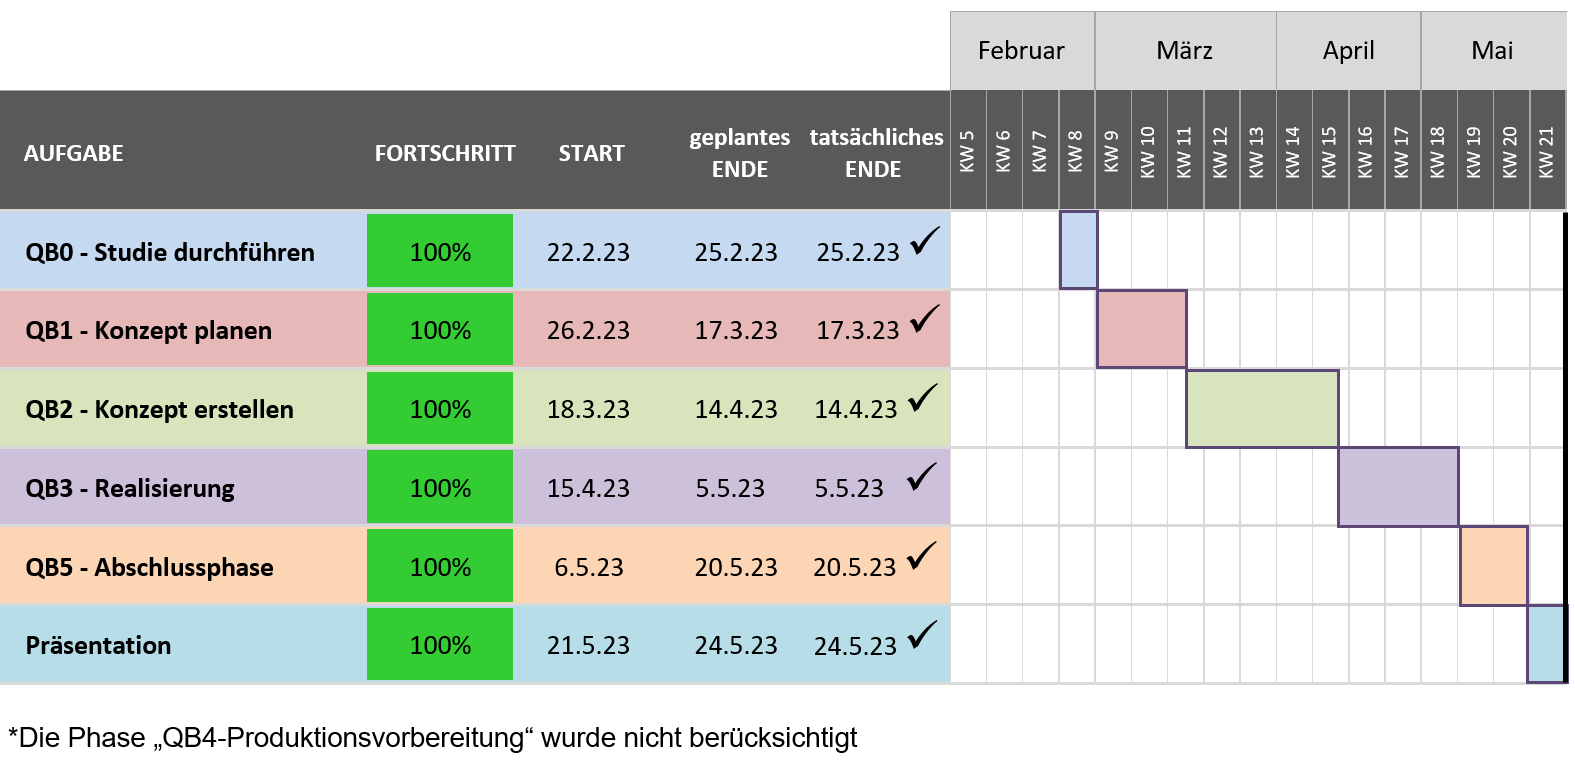 Februar März April Mai
AUFGABE FORTSCHRITT START geplantes ENDE tatsächliches ENDE KW 5 KW 6 KW 7 KW 8 KW 9 KW 10 KW 11 KW 12 KW 13 KW 14 KW 15 KW 16 KW 17 KW 18 KW 19 KW 20 KW 21
QB0 - Studie durchführen 100% 22.2.23 25.2.23 25.2.23 ✓
QB1 - Konzept planen 100% 26.2.23 17.3.23 17.3.23 ✓
QB2 - Konzept erstellen 100% 18.3.23 14.4.23 14.4.23 ✓
QB3 - Realisierung 100% 15.4.23 5.5.23 5.5.23 ✓
QB5 - Abschlussphase 100% 6.5.23 20.5.23 20.5.23 ✓
Präsentation 100% 21.5.23 24.5.23 24.5.23 ✓
*Die Phase „QB4-Produktionsvorbereitung“ wurde nicht berücksichtigt